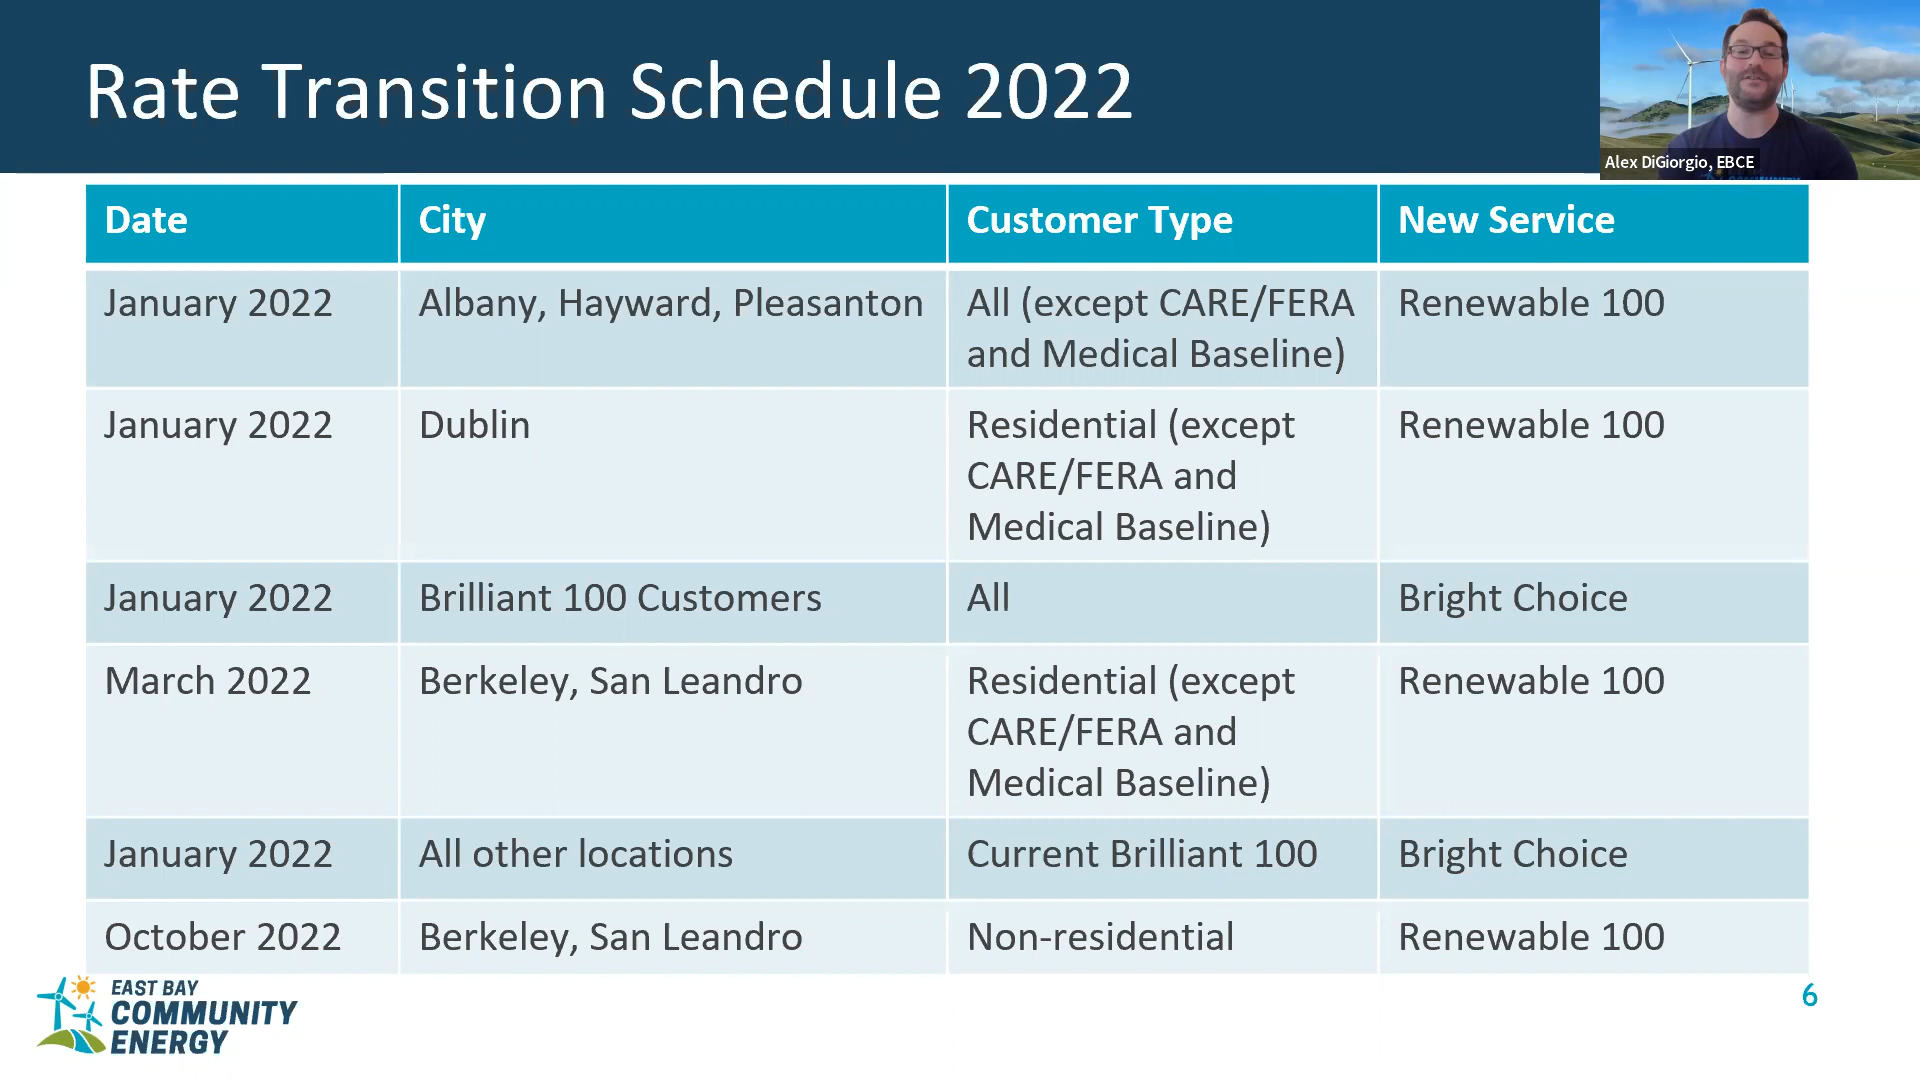 Rate Transition Schedule 2022
Alex DiGiorgio, EBCE
Date City Customer Type New Service
January 2022 Albany, Hayward, Pleasanton All (except CARE/FERA Renewable 100
and Medical Baseline)
January 2022 Dublin Residential (except Renewable 100
CARE/FERA and
Medical Baseline)
January 2022 Brilliant 100 Customers All Bright Choice
March 2022 Berkeley, San Leandro Residential (except Renewable 100
CARE/FERA and
Medical Baseline)
January 2022 All other locations Current Brilliant 100 Bright Choice
October 2022 Berkeley, San Leandro Non-residential Renewable 100
EAST BAY
COMMUNITY
ENERGY
6